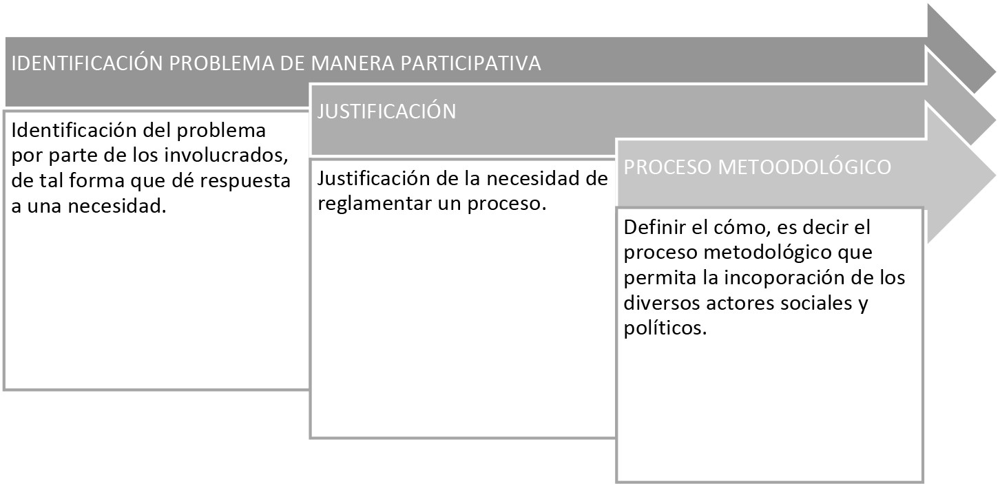 IDENTIFICACIÓN PROBLEMA DE MANERA PARTICIPATIVA
Identificación del problema
por parte de los involucrados,
de tal forma que dé respuesta
a una necesidad.
JUSTIFICACIÓN
Justificación de la necesidad de
reglamentar un proceso.
PROCESO METOODOLÓGICO
Definir el cómo, es decir el
proceso metodológico que
permita la incoporación de los
diversos actores sociales y
políticos.